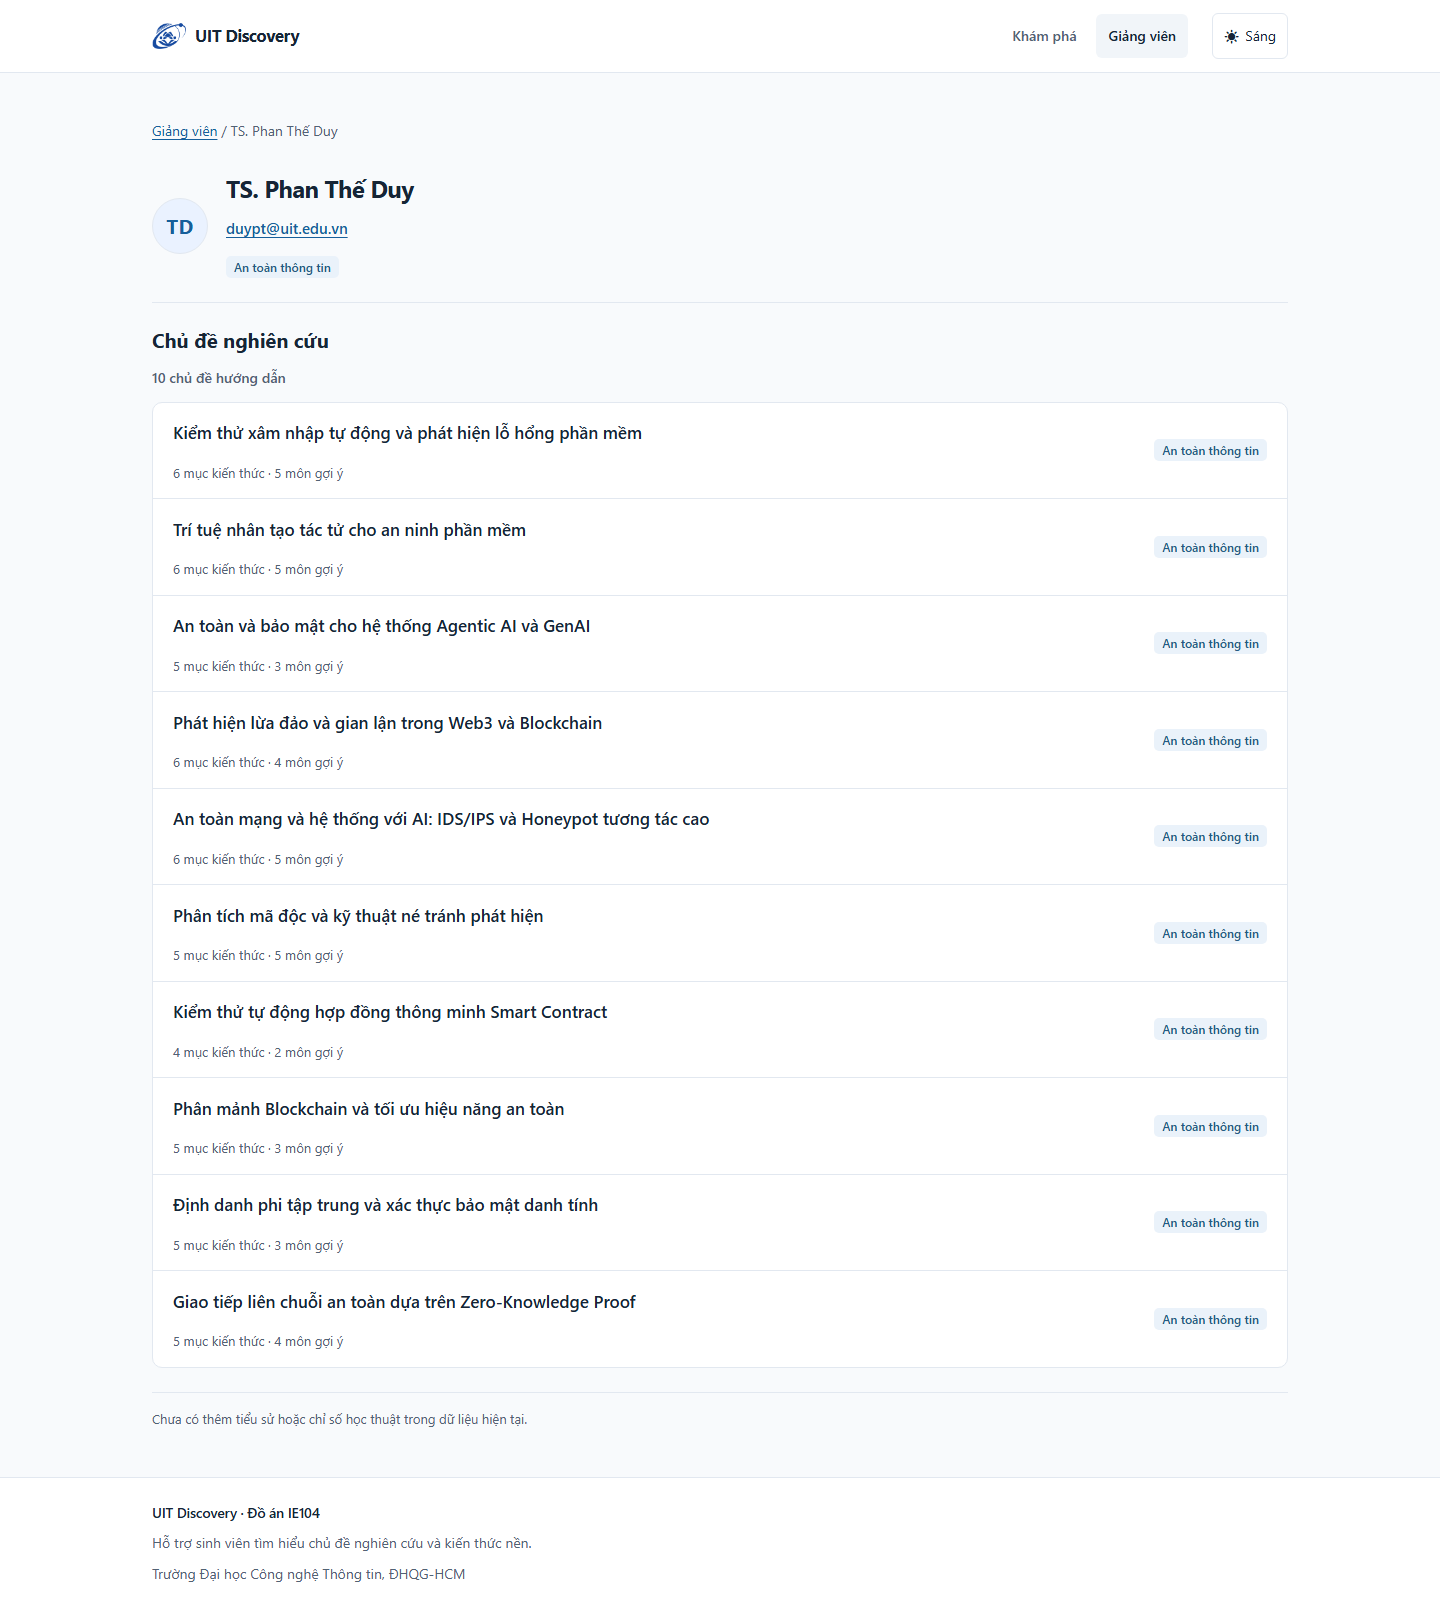 UIT Discovery
Khám phá
Giảng viên
Sáng
Giảng viên / TS. Phan Thế Duy
TD
TS. Phan Thế Duy
duypt@uit.edu.vn
An toàn thông tin
Chủ đề nghiên cứu
10 chủ đề hướng dẫn
Kiểm thử xâm nhập tự động và phát hiện lỗ hổng phần mềm
6 mục kiến thức · 5 môn gợi ý
An toàn thông tin
Trí tuệ nhân tạo tác tử cho an ninh phần mềm
6 mục kiến thức · 5 môn gợi ý
An toàn thông tin
An toàn và bảo mật cho hệ thống Agentic AI và GenAI
5 mục kiến thức · 3 môn gợi ý
An toàn thông tin
Phát hiện lừa đảo và gian lận trong Web3 và Blockchain
6 mục kiến thức · 4 môn gợi ý
An toàn thông tin
An toàn mạng và hệ thống với AI: IDS/IPS và Honeypot tương tác cao
6 mục kiến thức · 5 môn gợi ý
An toàn thông tin
Phân tích mã độc và kỹ thuật né tránh phát hiện
5 mục kiến thức · 5 môn gợi ý
An toàn thông tin
Kiểm thử tự động hợp đồng thông minh Smart Contract
4 mục kiến thức · 2 môn gợi ý
An toàn thông tin
Phân mảnh Blockchain và tối ưu hiệu năng an toàn
5 mục kiến thức · 3 môn gợi ý
An toàn thông tin
Định danh phi tập trung và xác thực bảo mật danh tính
5 mục kiến thức · 3 môn gợi ý
An toàn thông tin
Giao tiếp liên chuỗi an toàn dựa trên Zero-Knowledge Proof
5 mục kiến thức · 4 môn gợi ý
An toàn thông tin
Chưa có thêm tiểu sử hoặc chỉ số học thuật trong dữ liệu hiện tại.
UIT Discovery · Đồ án IE104
Hỗ trợ sinh viên tìm hiểu chủ đề nghiên cứu và kiến thức nền.
Trường Đại học Công nghệ Thông tin, ĐHQG-HCM